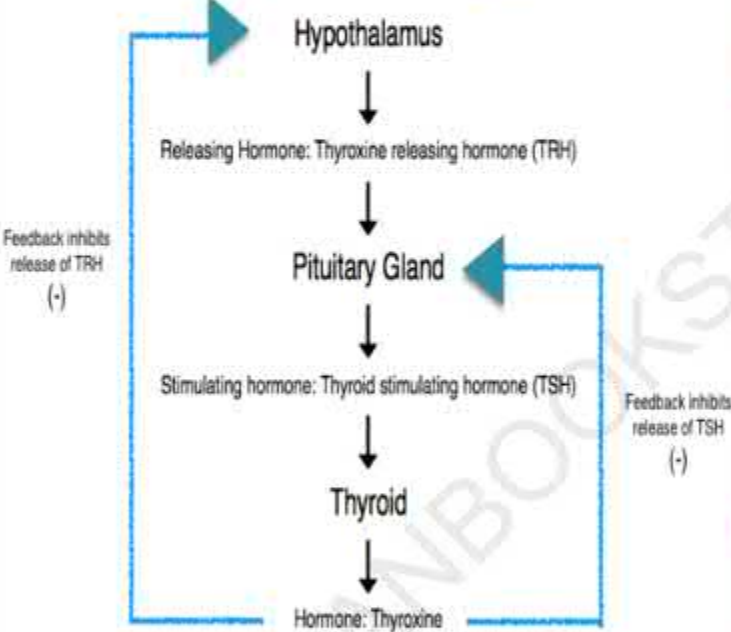 Hypothalamus
Releasing Hormone: Thyroxine releasing hormone (TRH)
Feedback inhibits
release of TRH
(-)
Pituitary Gland
Stimulating hormone: Thyroid stimulating hormone (TSH)
Feedback inhibits
release of TSH
(-)
Thyroid
Hormone: Thyroxine